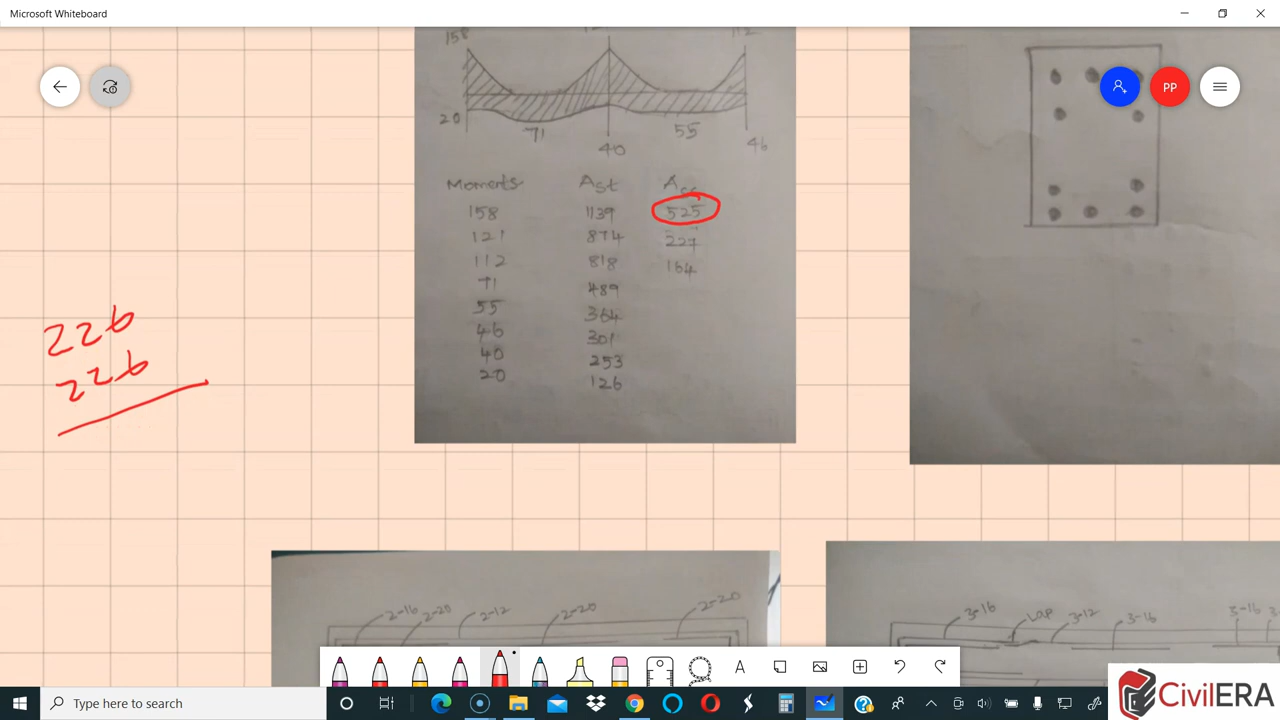 Microsoft Whiteboard
PP
158
112
20
71
40
55
46
Moments Ast
158 1139 525
121 874 227
112 818 164
71 489
55 364
46 301
40 253
20 126
226
226
2-16 2-20 2-12 2-20 2-20
3-16 Lap 3-12 3-16 3-16
A
Type here to search
CivilERA